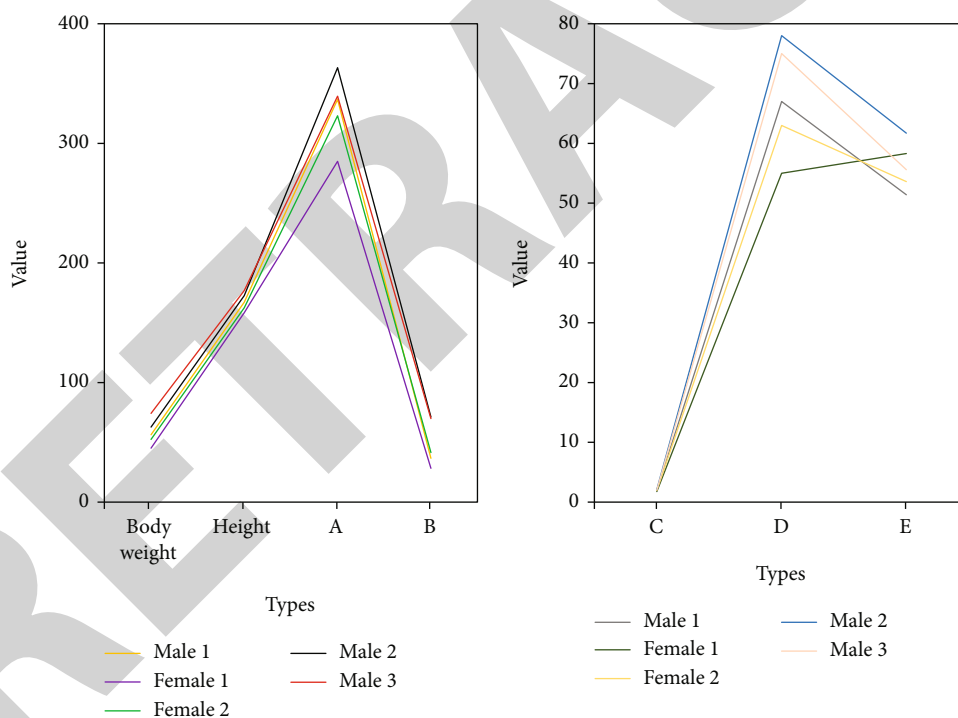 400
300
200
100
0
Value
Body
weight
Height
A
B
Types
Male 1
Female 1
Female 2
Male 2
Male 3
80
70
60
50
40
30
20
10
0
Value
C
D
E
Types
Male 1
Female 1
Female 2
Male 2
Male 3
RETRAC